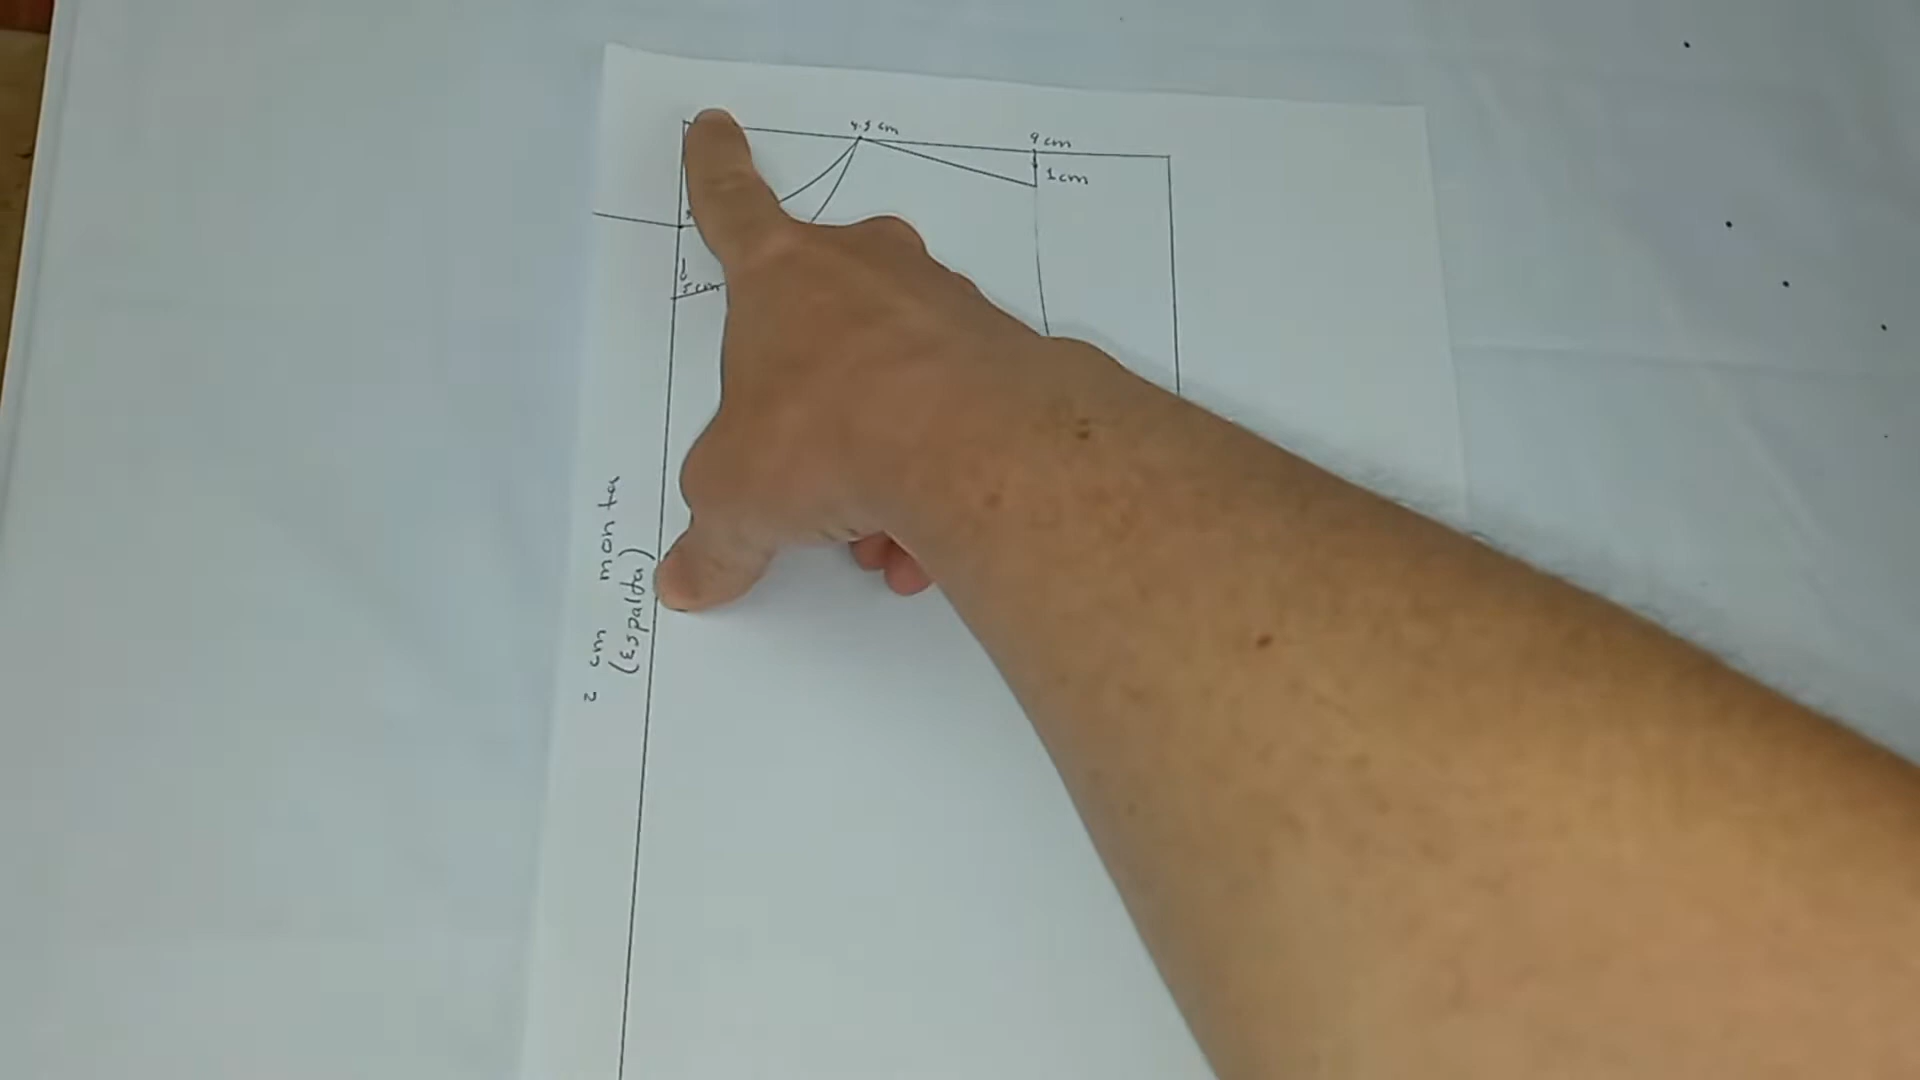 4.5 cm
9 cm
1cm
5cm
2 cm monta
(Espalda)